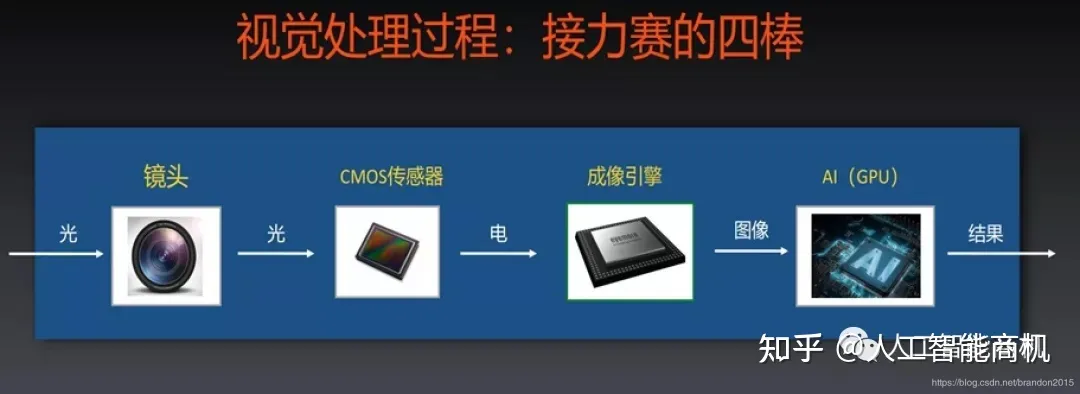 视觉处理过程：接力赛的四棒
镜头
CMOS传感器
成像引擎
AI（GPU）
光
光
电
图像
结果
AI
知乎 @人工智能商机
https://blog.csdn.net/brandon2015